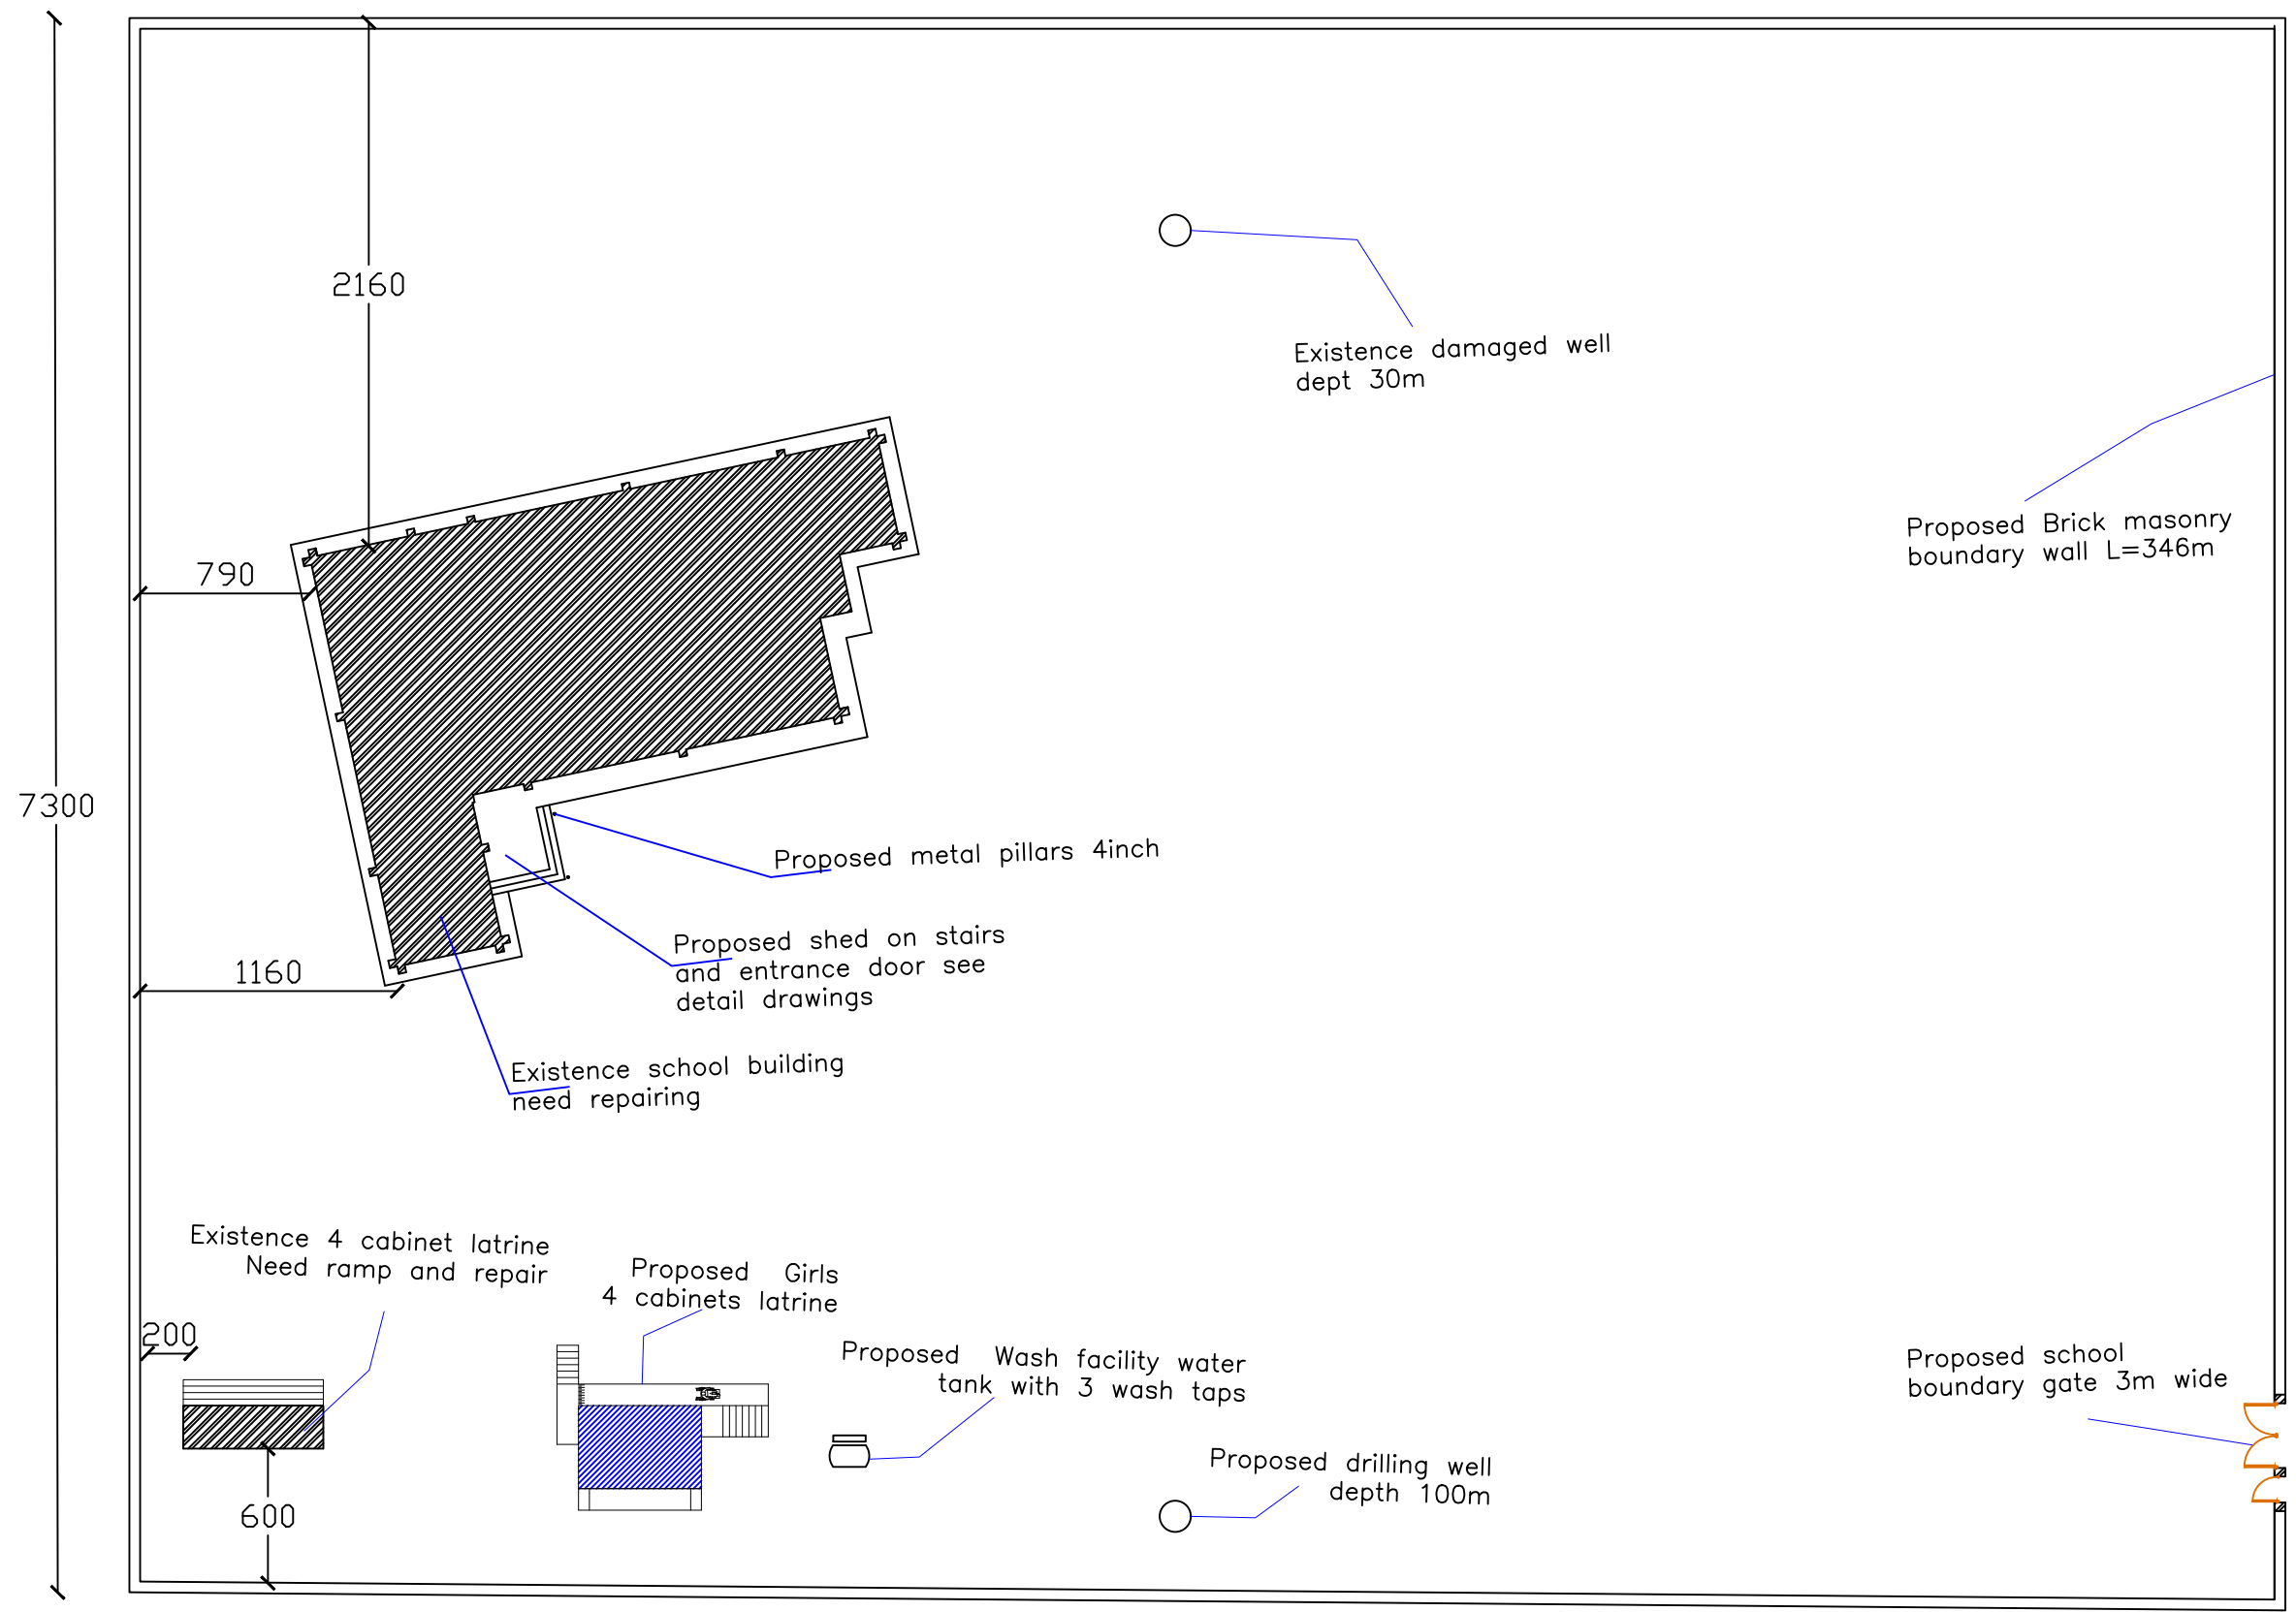 2160
Existence damaged well
dept 30m
Proposed Brick masonry
boundary wall L=346m
790
7300
Proposed metal pillars 4inch
Proposed shed on stairs
and entrance door see
detail drawings
1160
Existence school building
need repairing
Existence 4 cabinet latrine
Need ramp and repair
Proposed Girls
4 cabinets latrine
200
Proposed Wash facility water
tank with 3 wash taps
Proposed school
boundary gate 3m wide
Proposed drilling well
depth 100m
600